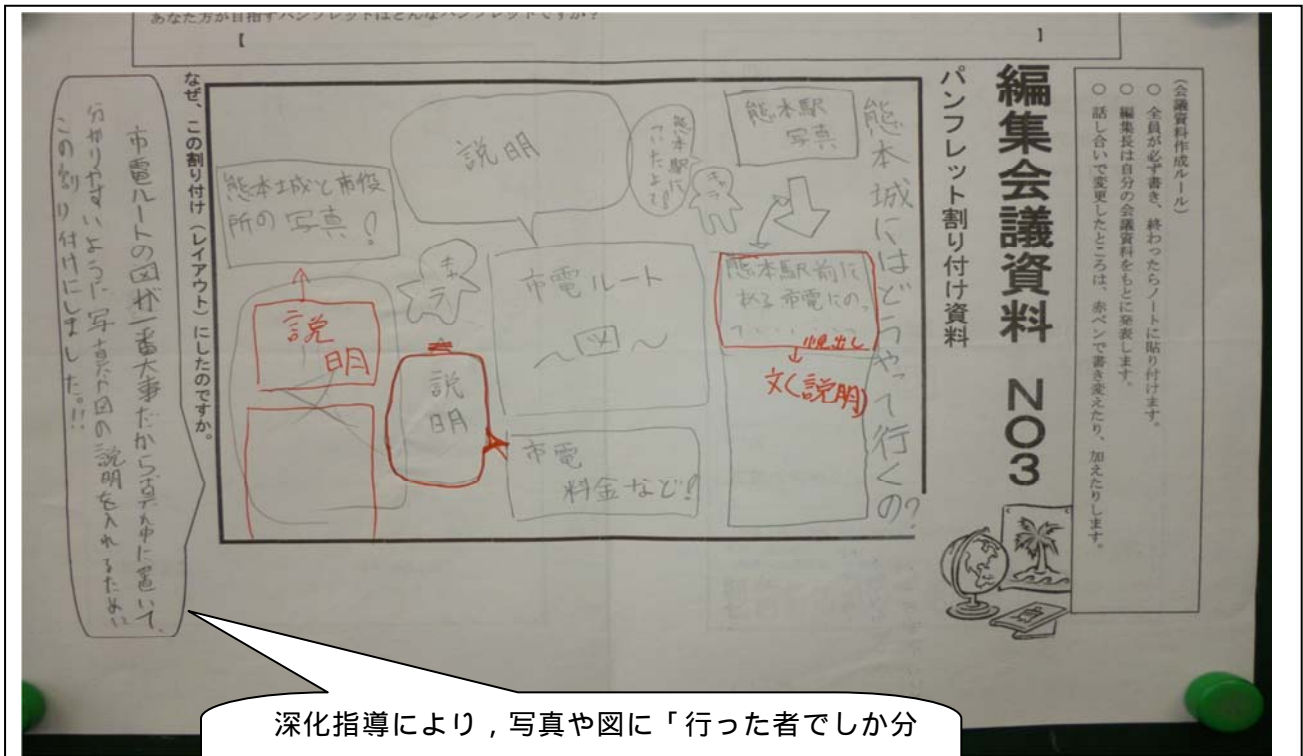 あなた方が目指すパンフレットはどんなパンフレットですか?
【 】
(会議資料作成ルール)
○ 全員が必ず書き、終わったらノートに貼り付けます。
○ 編集長は自分の会議資料をもとに発表します。
○ 話し合いで変更したところは、赤ペンで書き変えたり、加えたりします。
編集会議資料 NO3
パンフレット割り付け資料
熊本城にはどうやって行くの?
熊本駅
写真
熊本駅に
ついたよ
キャラ
熊本駅前に
ある市電にのっ
て
小見出し
文(説明)
説明
市電ルート
~図~
市電
料金など!
キャラ
説明
熊本城と市役
所の写真!
説明
なぜ、この割り付け(レイアウト)にしたのですか。
市電ルートの図が一番大事だから真ん中に置いて、
分かりやすいように写真や図の説明を入れるために
この割り付けにしました。!!
深化指導により,写真や図に「行った者でしか分